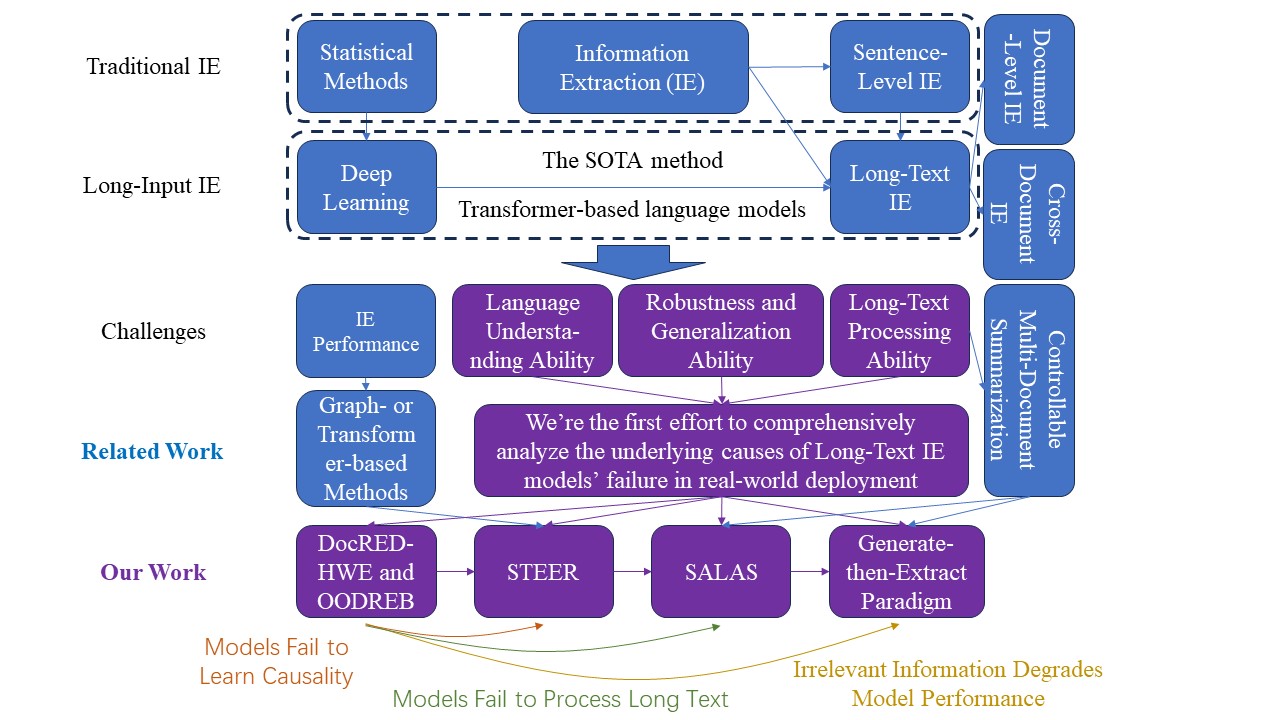 Traditional IE
Statistical
Methods
Information
Extraction (IE)
Sentence-
Level IE
Document
-Level IE
Long-Input IE
Deep
Learning
The SOTA method
Transformer-based language models
Long-Text
IE
Cross-
Document
IE
Challenges
IE
Performance
Language
Understa-
nding Ability
Robustness and
Generalization
Ability
Long-Text
Processing
Ability
Controllable
Multi-Document
Summarization
Related Work
Graph- or
Transform
er-based
Methods
We’re the first effort to comprehensively
analyze the underlying causes of Long-Text IE
models’ failure in real-world deployment
Our Work
DocRED-
HWE and
OODREB
STEER
SALAS
Generate-
then-Extract
Paradigm
Models Fail to
Learn Causality
Models Fail to Process Long Text
Irrelevant Information Degrades
Model Performance